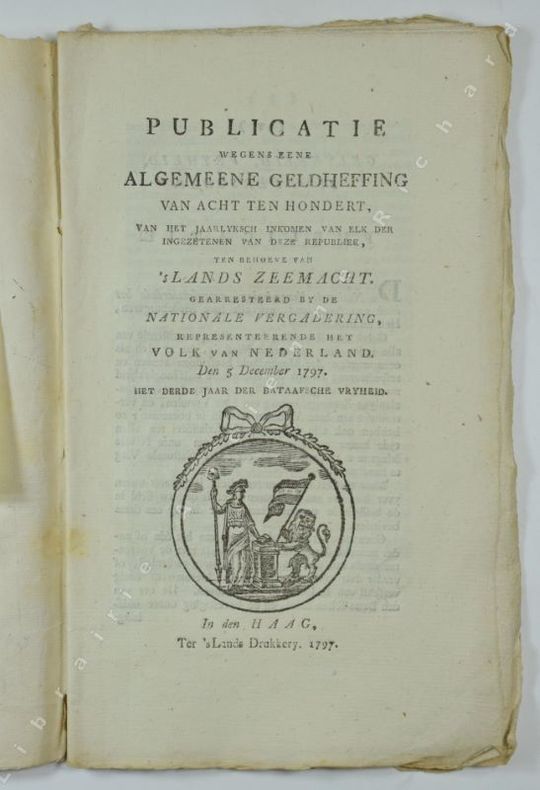 PUBLICATIE
WEGENS EENE
ALGEMEENE GELDHEFFING
VAN ACHT TEN HONDERT,
VAN HET JAARLYKSCH INKOMEN VAN ELK DER
INGEZETENEN VAN DEZE REPUBLIEK,
TEN BEHOEVE VAN
'sLANDS ZEEMACHT.
GEARRESTEERD BY DE
NATIONALE VERGADERING,
REPRESENTEERENDE HET
VOLK VAN NEDERLAND.
Den 5 December 1797.
HET DERDE JAAR DER BATAAFSCHE VRYHEID.
In den HAAG,
Ter 'sLands Drukkery. 1797.